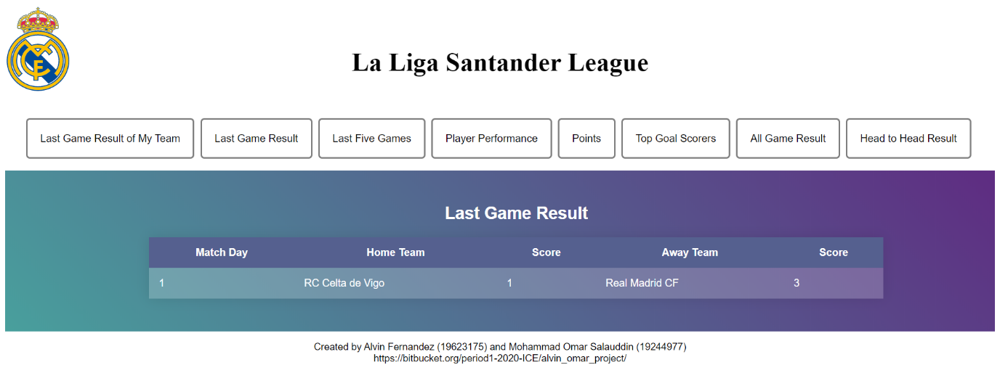 La Liga Santander League
Last Game Result of My Team
Last Game Result
Last Five Games
Player Performance
Points
Top Goal Scorers
All Game Result
Head to Head Result
Last Game Result
Match Day Home Team Score Away Team Score
1 RC Celta de Vigo 1 Real Madrid CF 3
Created by Alvin Fernandez (19623175) and Mohammad Omar Salauddin (19244977)
https://bitbucket.org/period1-2020-ICE/alvin_omar_project/